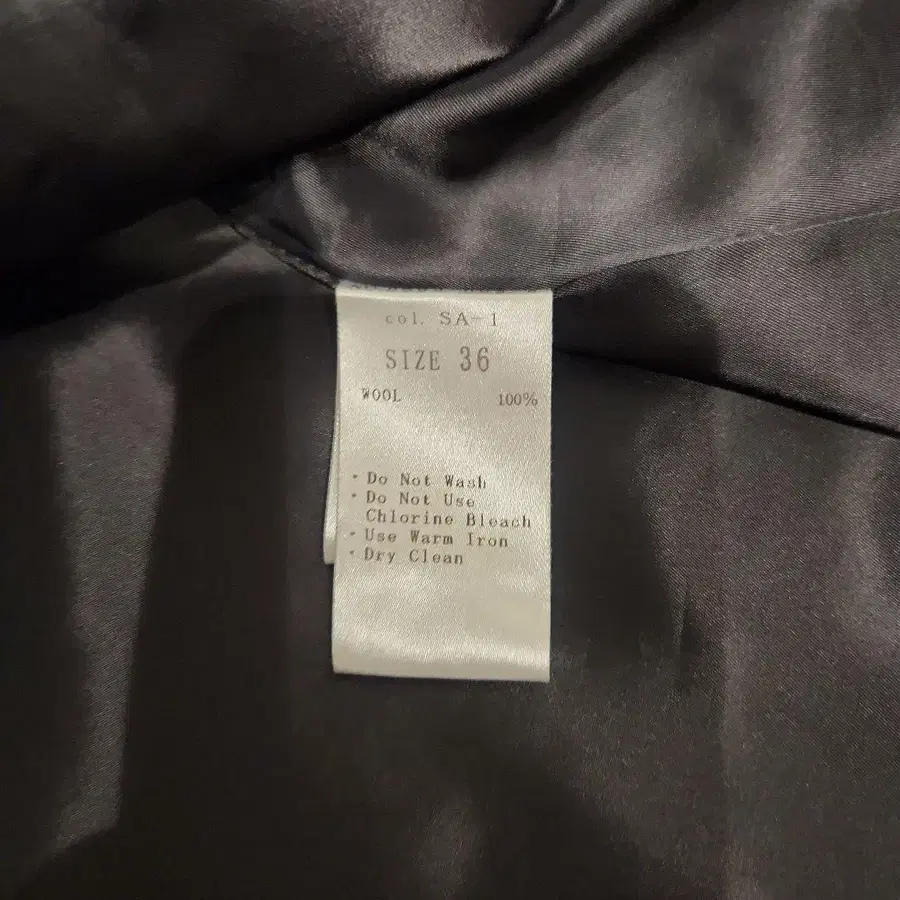 col. SA-1
SIZE 36
WOOL 100%
· Do Not Wash
· Do Not Use
Chlorine Bleach
· Use Warm Iron
· Dry Clean